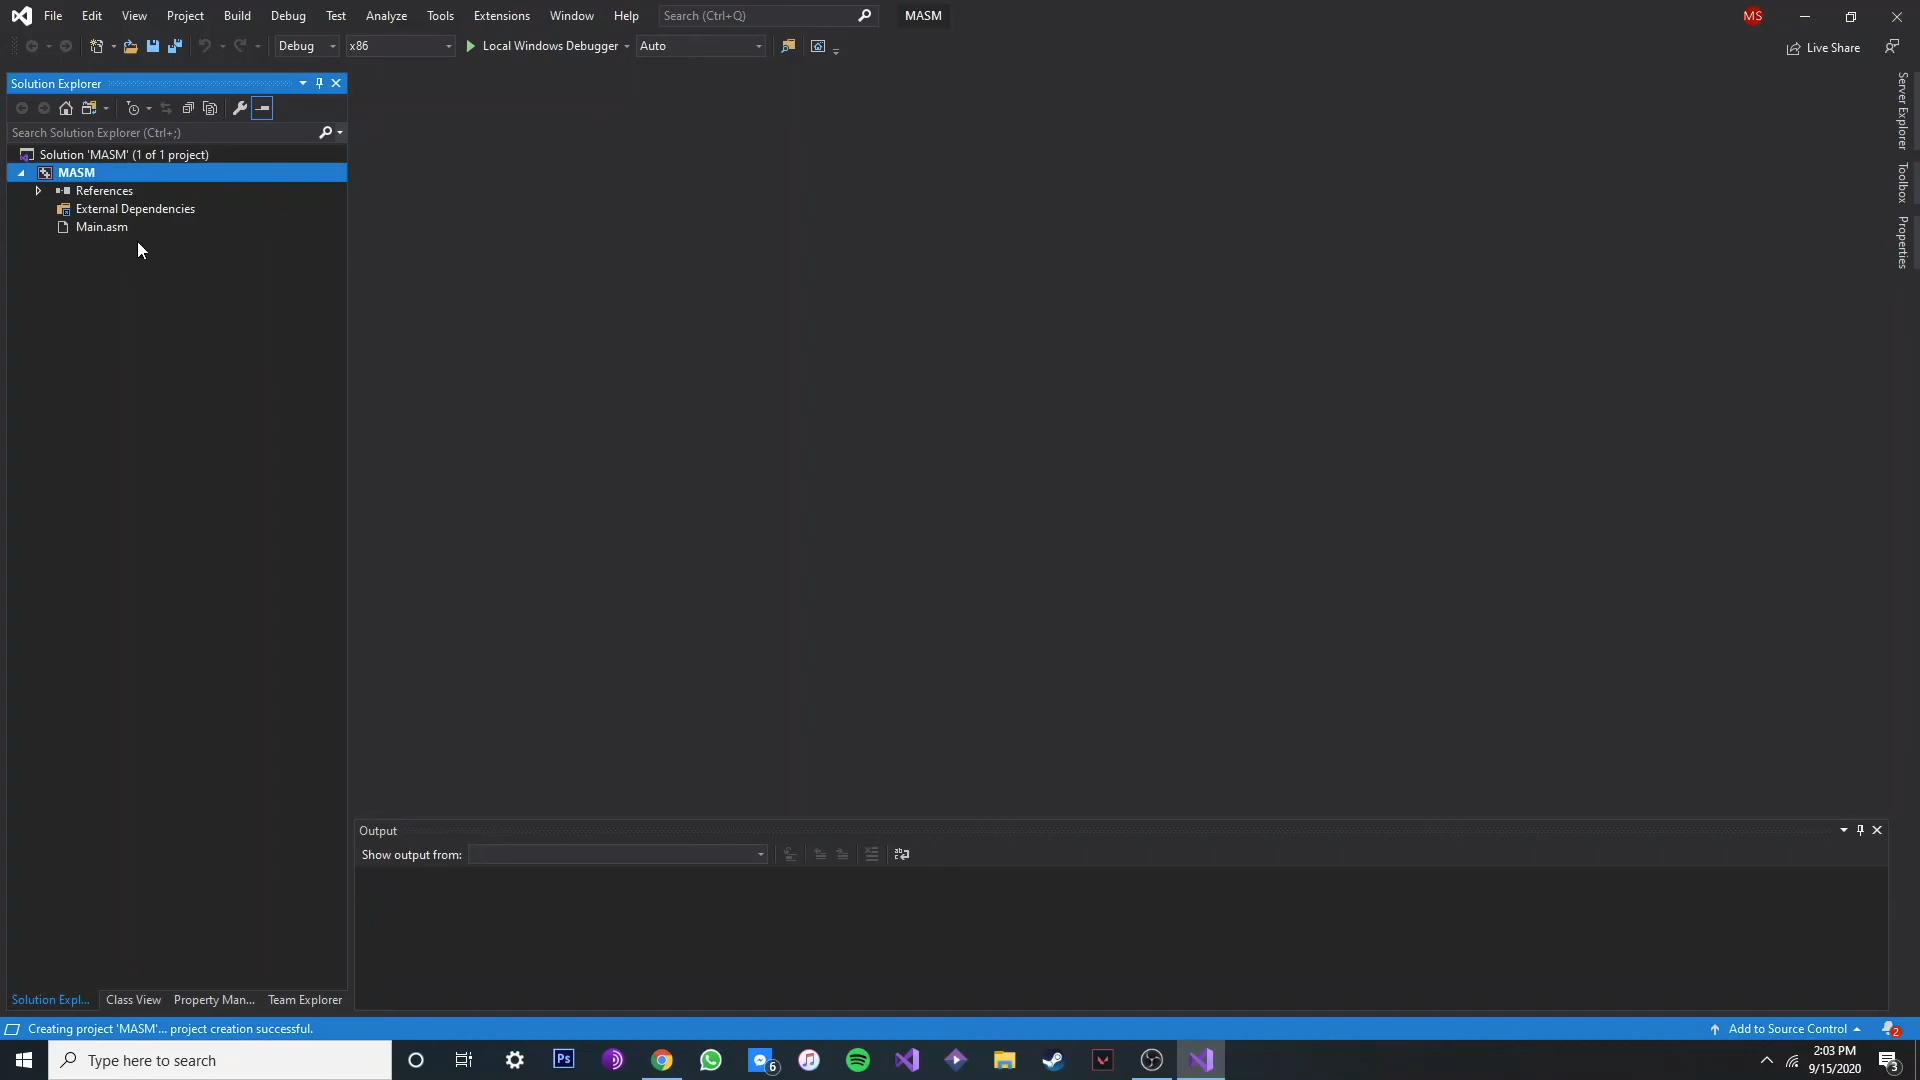 File Edit View Project Build Debug Test Analyze Tools Extensions Window Help Search (Ctrl+Q) MASM MS
Debug x86 Local Windows Debugger Auto Live Share
Solution Explorer
Search Solution Explorer (Ctrl+;)
Solution 'MASM' (1 of 1 project)
MASM
References
External Dependencies
Main.asm
Server Explorer
Toolbox
Properties
Output
Show output from:
Solution Expl... Class View Property Man... Team Explorer
Creating project 'MASM'... project creation successful. Add to Source Control 2
Type here to search Ps 6 2:03 PM
9/15/2020 3